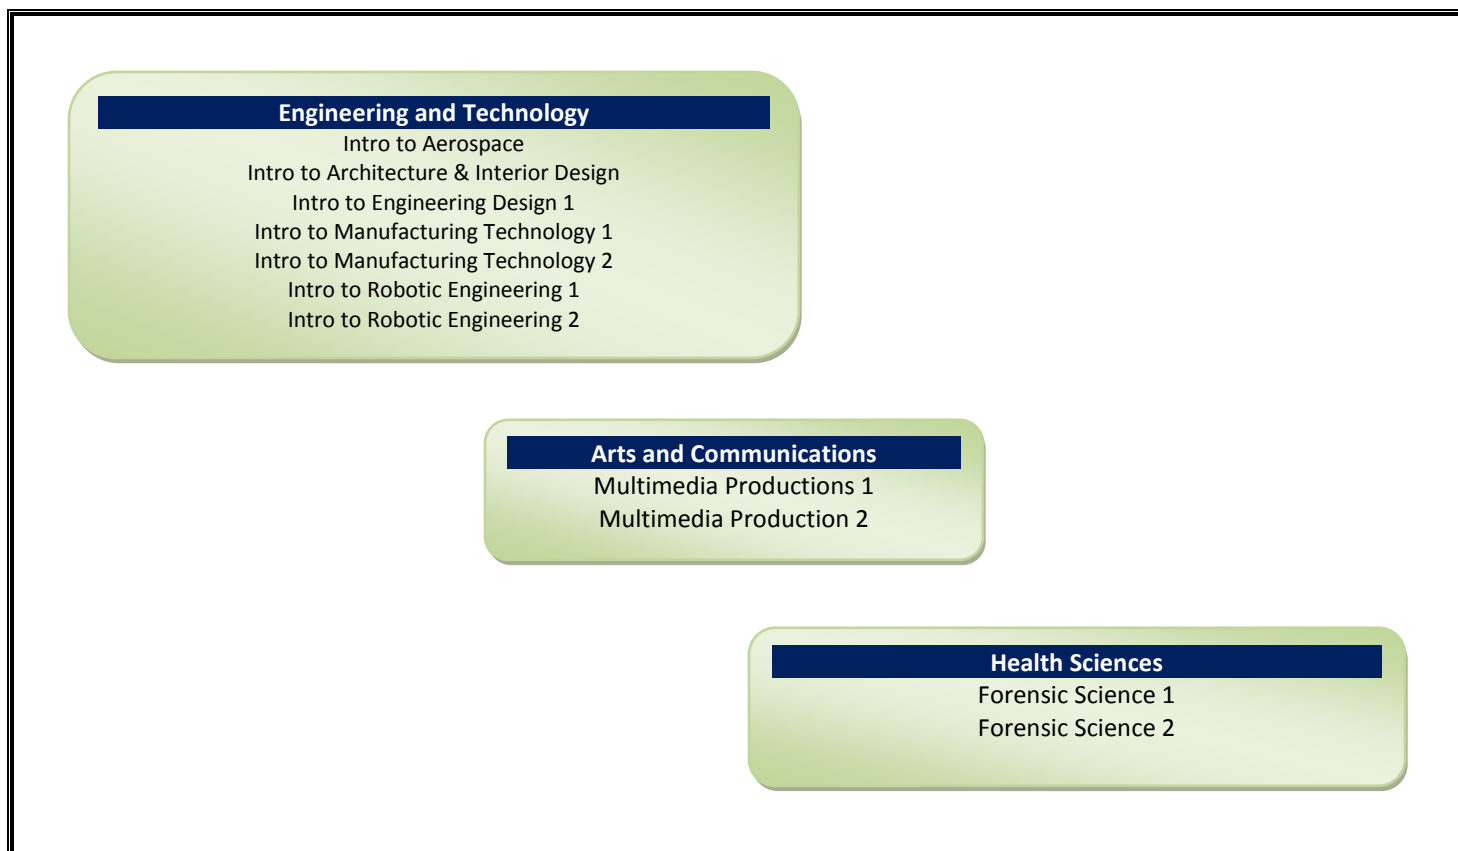 Engineering and Technology
Intro to Aerospace
Intro to Architecture & Interior Design
Intro to Engineering Design 1
Intro to Manufacturing Technology 1
Intro to Manufacturing Technology 2
Intro to Robotic Engineering 1
Intro to Robotic Engineering 2
Arts and Communications
Multimedia Productions 1
Multimedia Production 2
Health Sciences
Forensic Science 1
Forensic Science 2